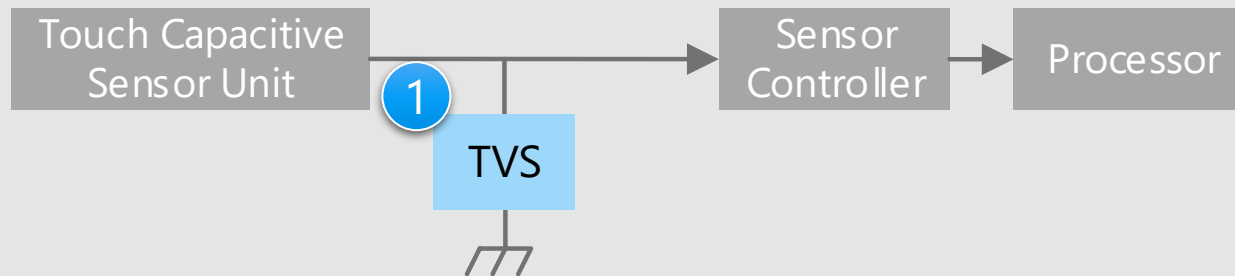 Touch Capacitive
Sensor Unit
Sensor
Controller
Processor
1
TVS